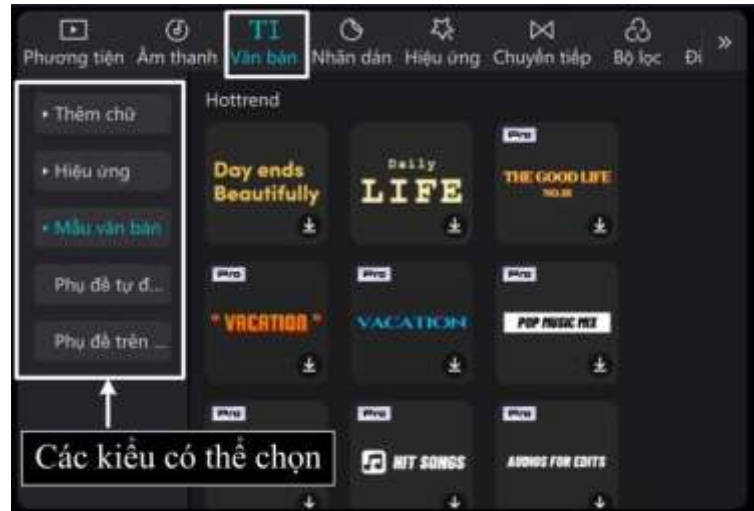 TI
Phương tiện Âm thanh Văn bản Nhãn dán Hiệu ứng Chuyển tiếp Bộ lọc Đi »
Hottrend
Thêm chữ
Hiệu ứng
Mẫu văn bản
Phụ đề tự đ...
Phụ đề trên ...
Day ends
Beautifully
Daily
LIFE
Pro
THE GOOD LIFE
Pro
" VACATION "
Pro
VACATION
Pro
POP MUSIC MIX
Pro
Pro
HIT SONGS
Pro
AUDIOS FOR EDITS
Các kiểu có thể chọn